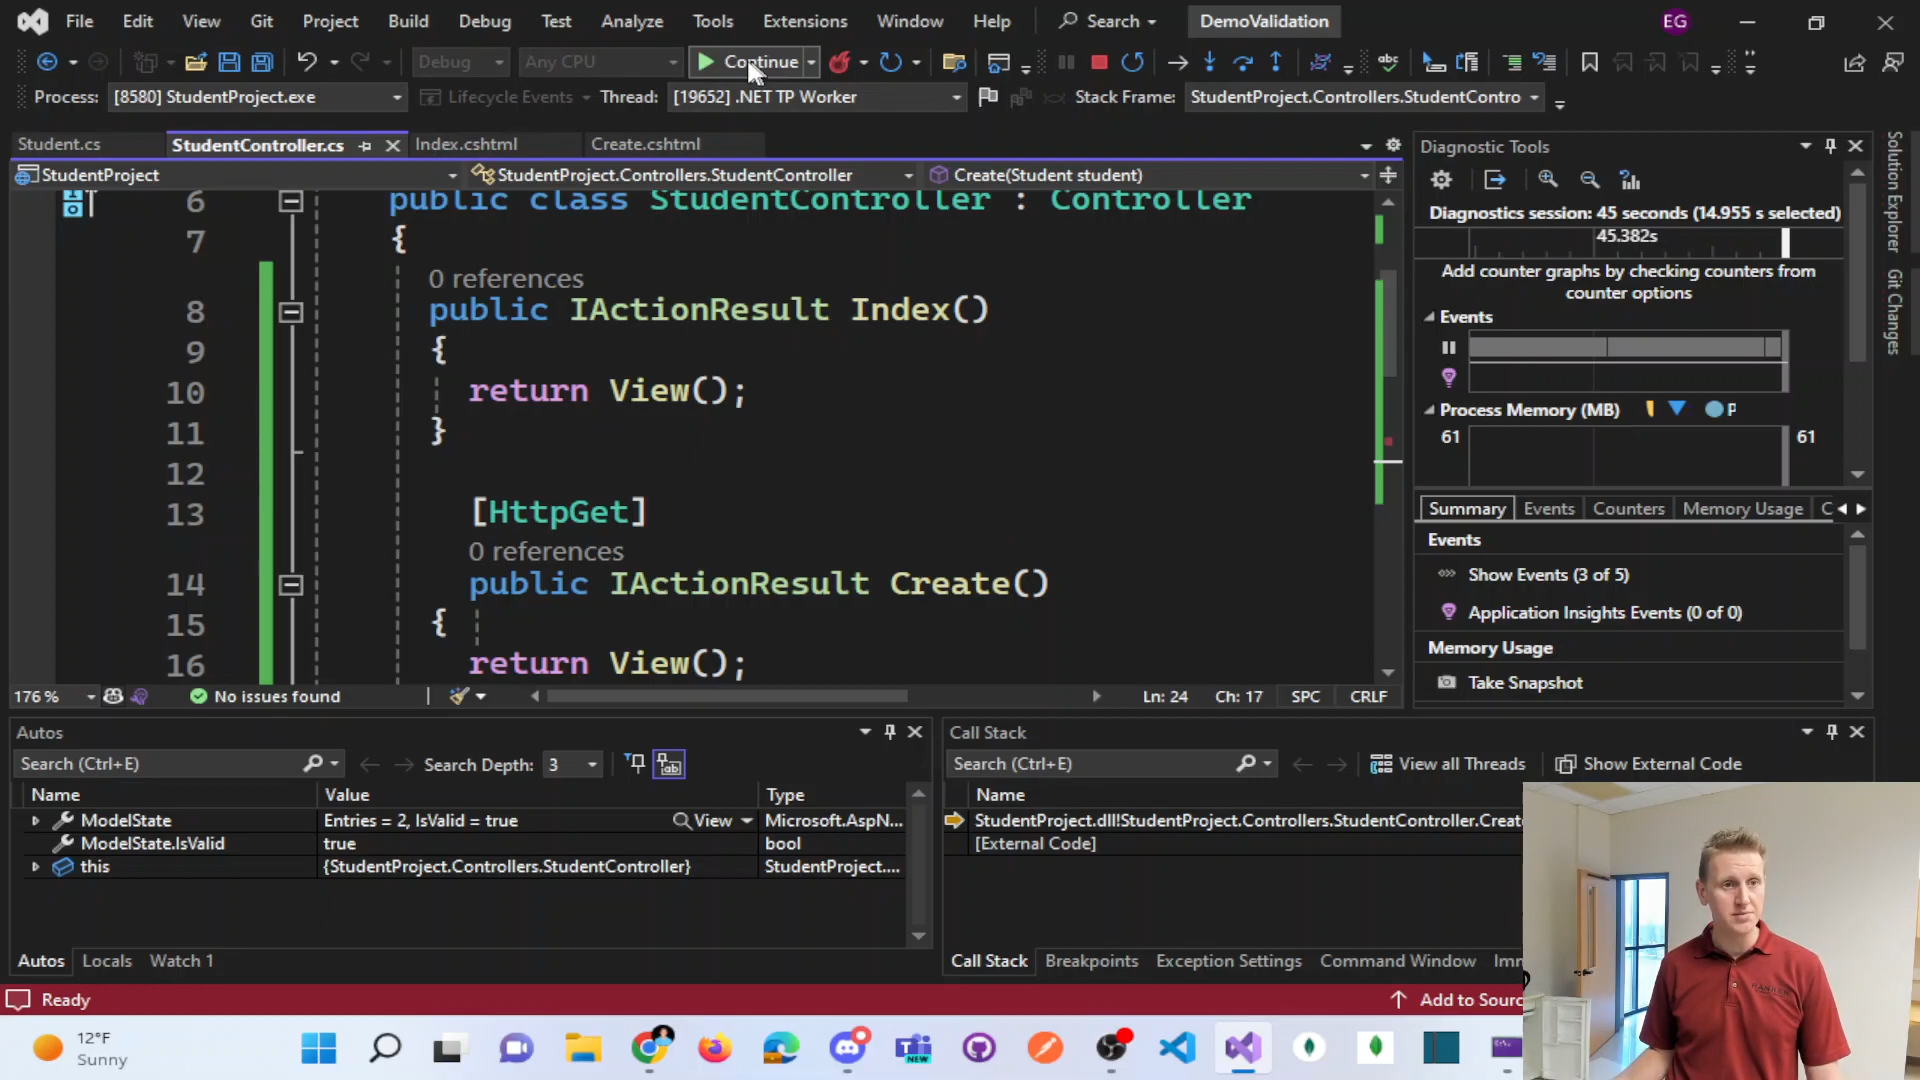 File Edit View Git Project Build Debug Test Analyze Tools Extensions Window Help Search DemoValidation EG
Debug Any CPU Continue
Process: [8580] StudentProject.exe Lifecycle Events Thread: [19652] .NET TP Worker Stack Frame: StudentProject.Controllers.StudentContro
Student.cs StudentController.cs Index.cshtml Create.cshtml
StudentProject StudentProject.Controllers.StudentController Create(Student student)
6 public class StudentController : Controller
7 {
0 references
8 public IActionResult Index()
9 {
10 return View();
11 }
12
13 [HttpGet]
0 references
14 public IActionResult Create()
15 {
16 return View();
176 % No issues found Ln: 24 Ch: 17 SPC CRLF
Diagnostic Tools
Diagnostics session: 45 seconds (14.955 s selected)
45.382s
Add counter graphs by checking counters from
counter options
Events
Process Memory (MB) P
61 61
Summary Events Counters Memory Usage C
Events
Show Events (3 of 5)
Application Insights Events (0 of 0)
Memory Usage
Take Snapshot
Solution Explorer
Git Changes
Autos
Search (Ctrl+E) Search Depth: 3
Name Value Type
ModelState Entries = 2, IsValid = true View Microsoft.AspN...
ModelState.IsValid true bool
this {StudentProject.Controllers.StudentController} StudentProject....
Autos Locals Watch 1
Call Stack
Search (Ctrl+E) View all Threads Show External Code
Name
StudentProject.dll!StudentProject.Controllers.StudentController.Create
[External Code]
Call Stack Breakpoints Exception Settings Command Window Imm
Ready Add to Sourc
12°F
Sunny
NEW